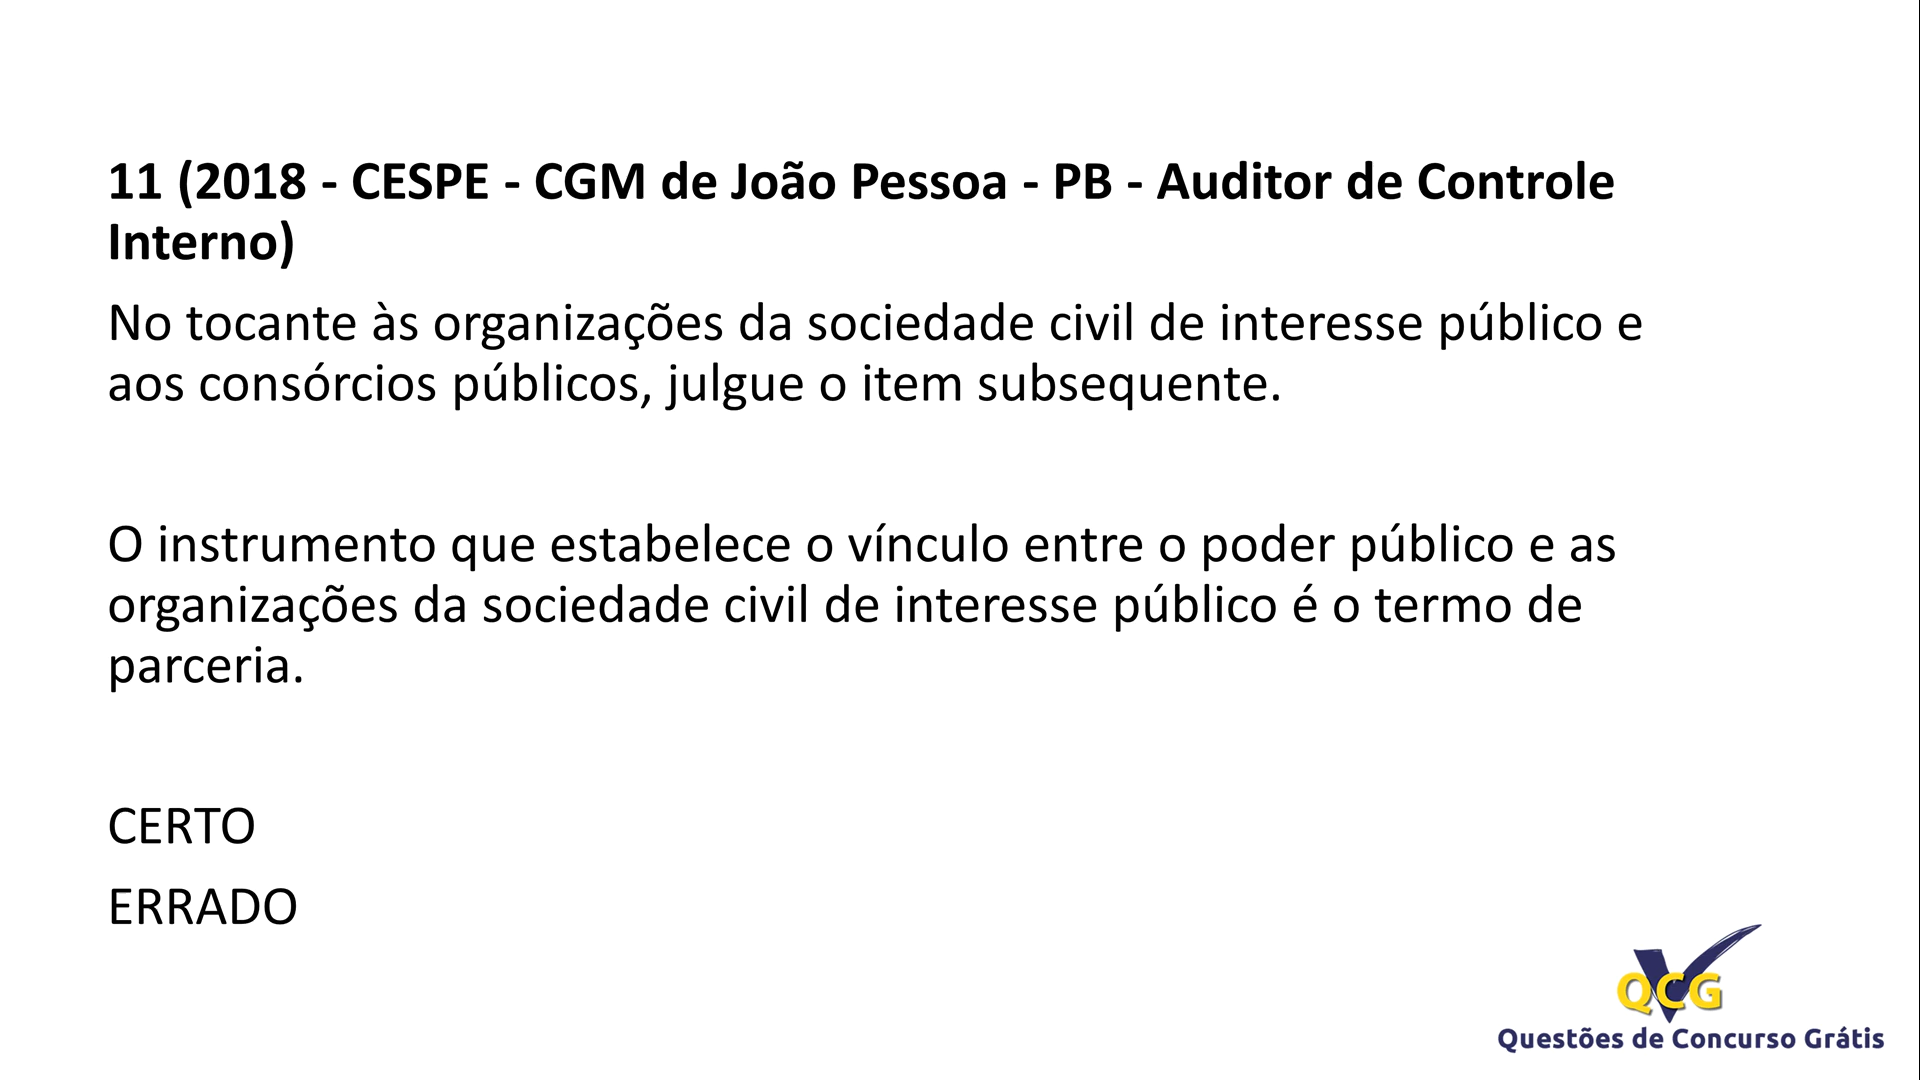 11 (2018 - CESPE - CGM de João Pessoa - PB - Auditor de Controle
Interno)
No tocante às organizações da sociedade civil de interesse público e
aos consórcios públicos, julgue o item subsequente.
O instrumento que estabelece o vínculo entre o poder público e as
organizações da sociedade civil de interesse público é o termo de
parceria.
CERTO
ERRADO
QCG
Questões de Concurso Grátis